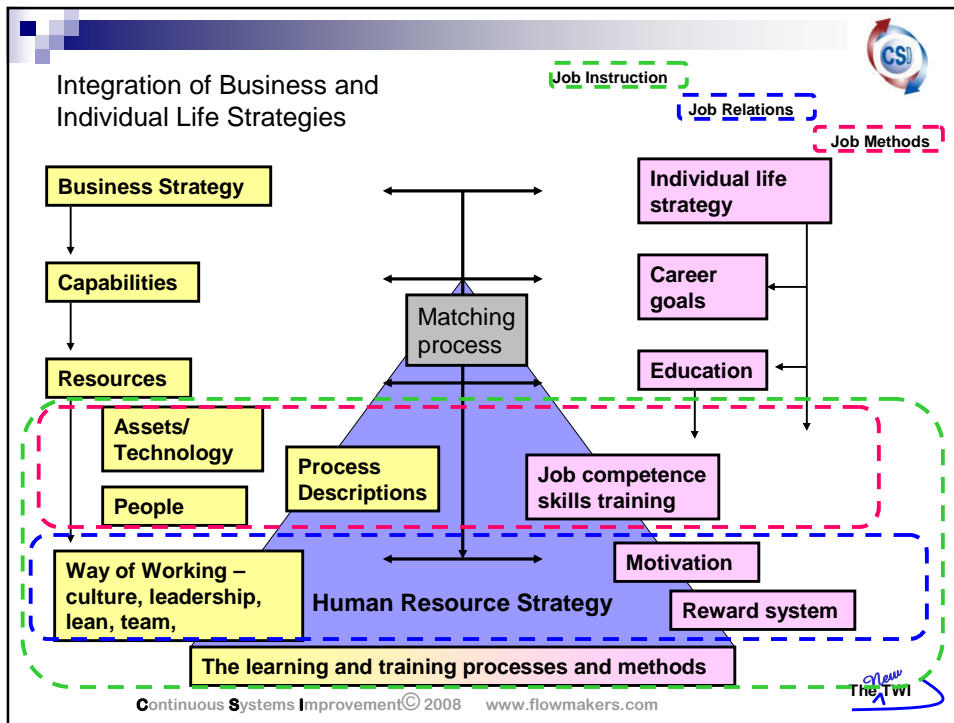 CSI
Integration of Business and
Individual Life Strategies
Job Instruction
Job Relations
Job Methods
Business Strategy
Capabilities
Resources
Assets/
Technology
People
Way of Working –
culture, leadership,
lean, team,
Matching
process
Process
Descriptions
Human Resource Strategy
The learning and training processes and methods
Individual life
strategy
Career
goals
Education
Job competence
skills training
Motivation
Reward system
Continuous Systems Improvement© 2008 www.flowmakers.com
The New TWI